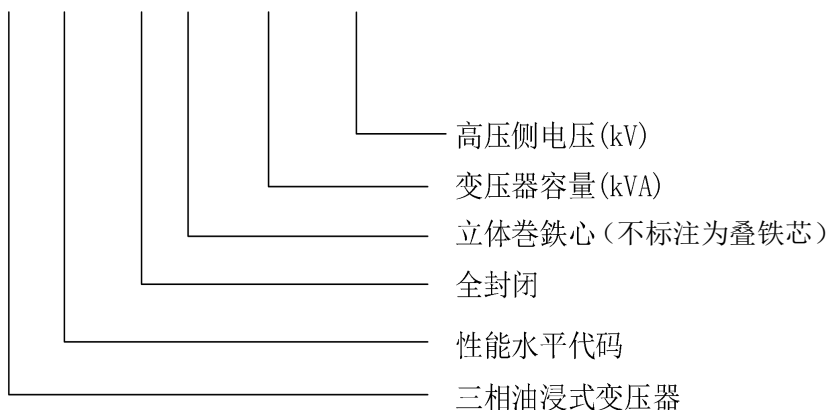 高压侧电压(kV)
变压器容量(kVA)
立体巻鉄心(不标注为叠铁芯)
全封闭
性能水平代码
三相油浸式变压器